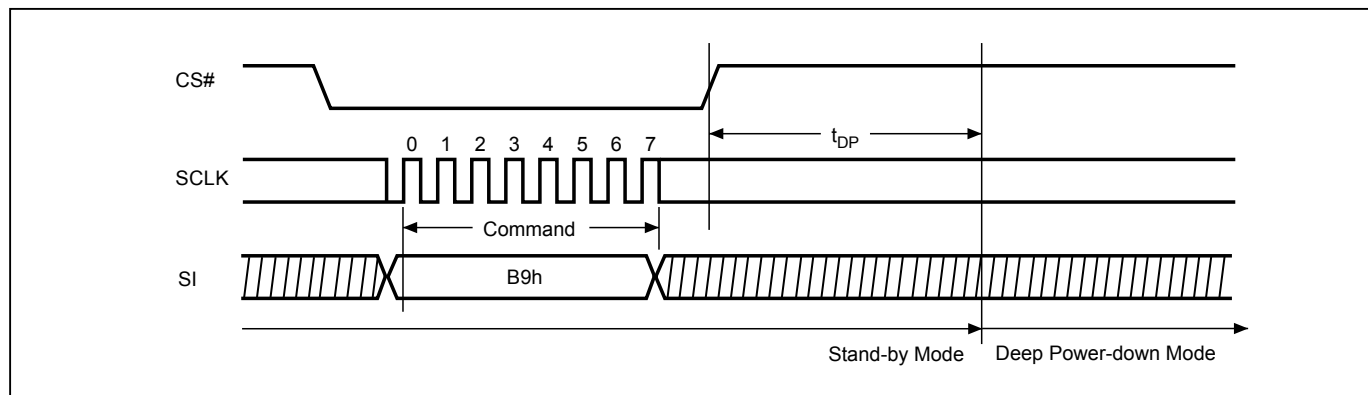 CS#
tDP
0 1 2 3 4 5 6 7
SCLK
Command
SI
B9h
Stand-by Mode
Deep Power-down Mode